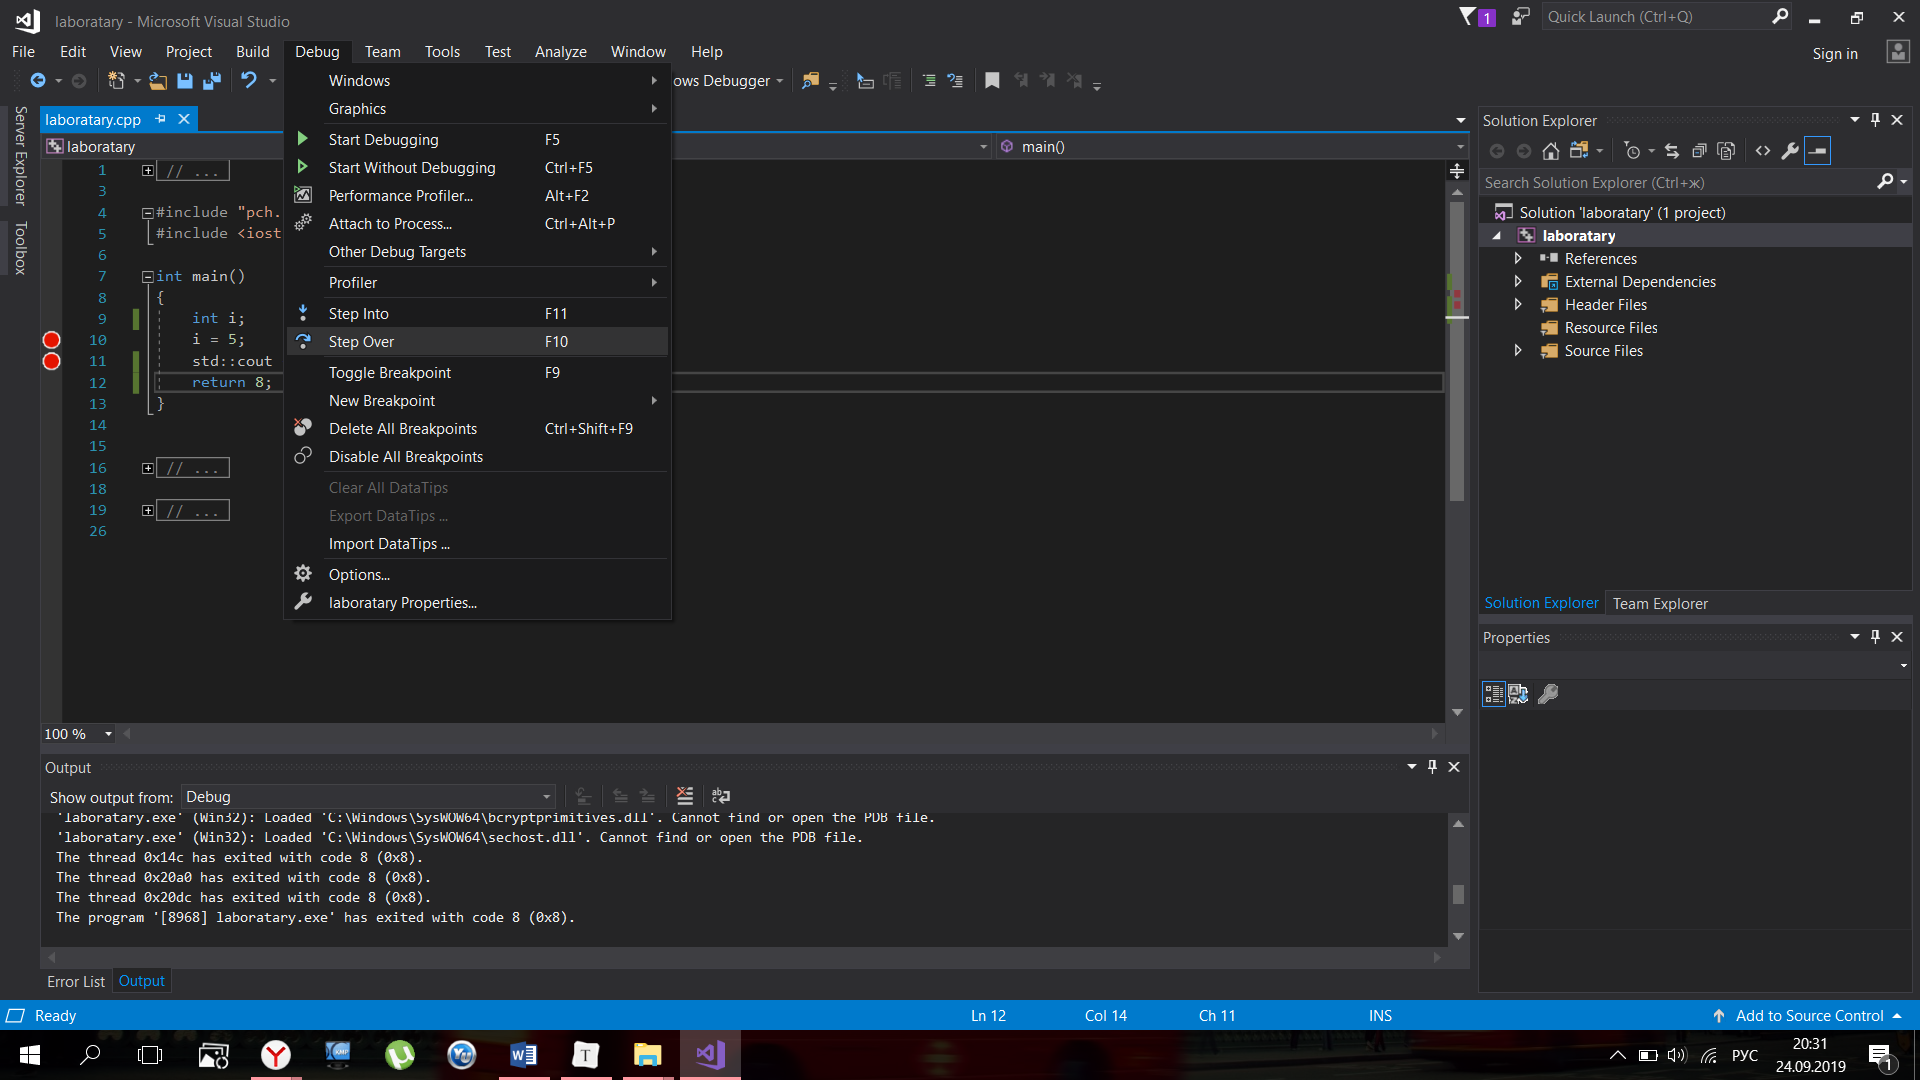 laboratary - Microsoft Visual Studio
1
Quick Launch (Ctrl+Q)
File Edit View Project Build Debug Team Tools Test Analyze Window Help
Sign in
ows Debugger
Server Explorer
Toolbox
laboratary.cpp
laboratary
main()
1 // ...
3
4 #include "pch.
5 #include <iost
6
7 int main()
8 {
9 int i;
10 i = 5;
11 std::cout
12 return 8;
13 }
14
15
16 // ...
18
19 // ...
26
Windows
Graphics
Start Debugging F5
Start Without Debugging Ctrl+F5
Performance Profiler... Alt+F2
Attach to Process... Ctrl+Alt+P
Other Debug Targets
Profiler
Step Into F11
Step Over F10
Toggle Breakpoint F9
New Breakpoint
Delete All Breakpoints Ctrl+Shift+F9
Disable All Breakpoints
Clear All DataTips
Export DataTips ...
Import DataTips ...
Options...
laboratary Properties...
100 %
Solution Explorer
Search Solution Explorer (Ctrl+ж)
Solution 'laboratary' (1 project)
laboratary
References
External Dependencies
Header Files
Resource Files
Source Files
Solution Explorer Team Explorer
Properties
Output
Show output from: Debug
'laboratary.exe' (Win32): Loaded 'C:\Windows\SysWOW64\bcryptprimitives.dll'. Cannot find or open the PDB file.
'laboratary.exe' (Win32): Loaded 'C:\Windows\SysWOW64\sechost.dll'. Cannot find or open the PDB file.
The thread 0x14c has exited with code 8 (0x8).
The thread 0x20a0 has exited with code 8 (0x8).
The thread 0x20dc has exited with code 8 (0x8).
The program '[8968] laboratary.exe' has exited with code 8 (0x8).
Error List Output
Ready
Ln 12 Col 14 Ch 11 INS
Add to Source Control
РУС
20:31
24.09.2019
1